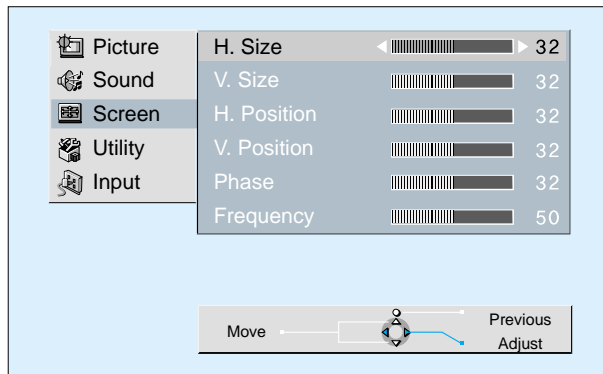 Picture
Sound
Screen
Utility
Input
H. Size 32
V. Size 32
H. Position 32
V. Position 32
Phase 32
Frequency 50
Move
Previous
Adjust